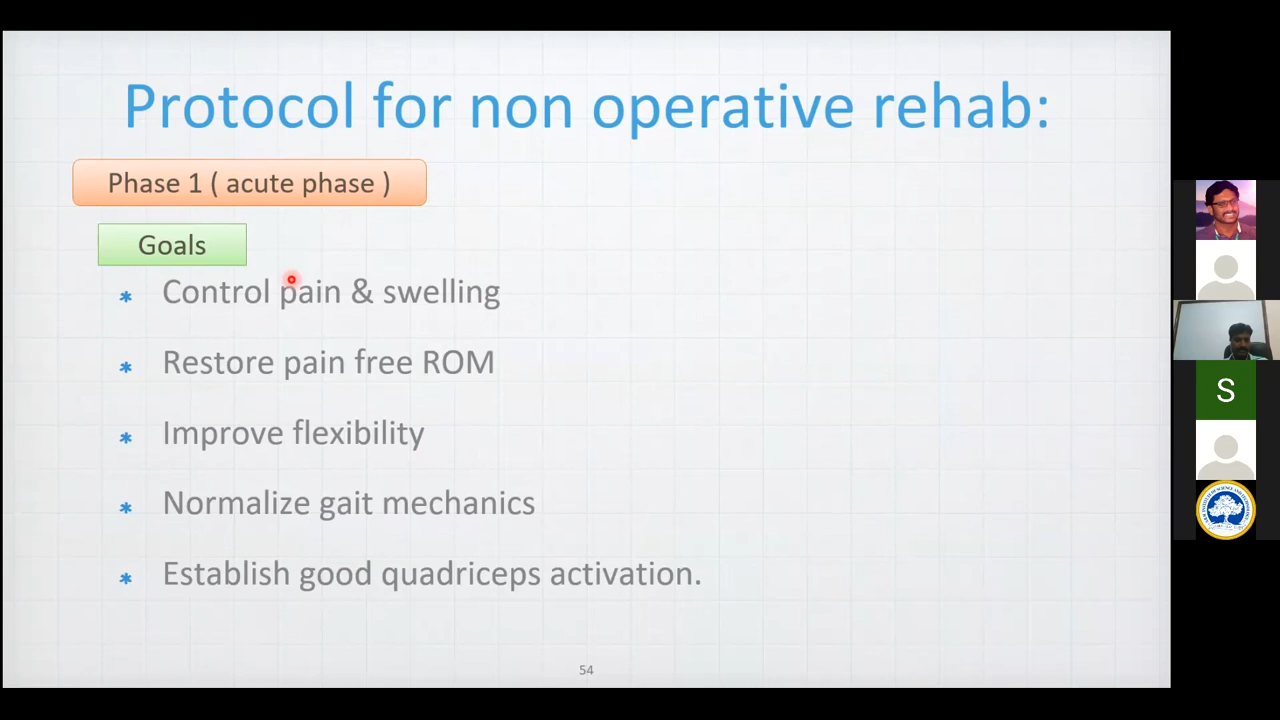 Protocol for non operative rehab:
Phase 1 ( acute phase )
Goals
* Control pain & swelling
* Restore pain free ROM
* Improve flexibility
* Normalize gait mechanics
* Establish good quadriceps activation.
54
S